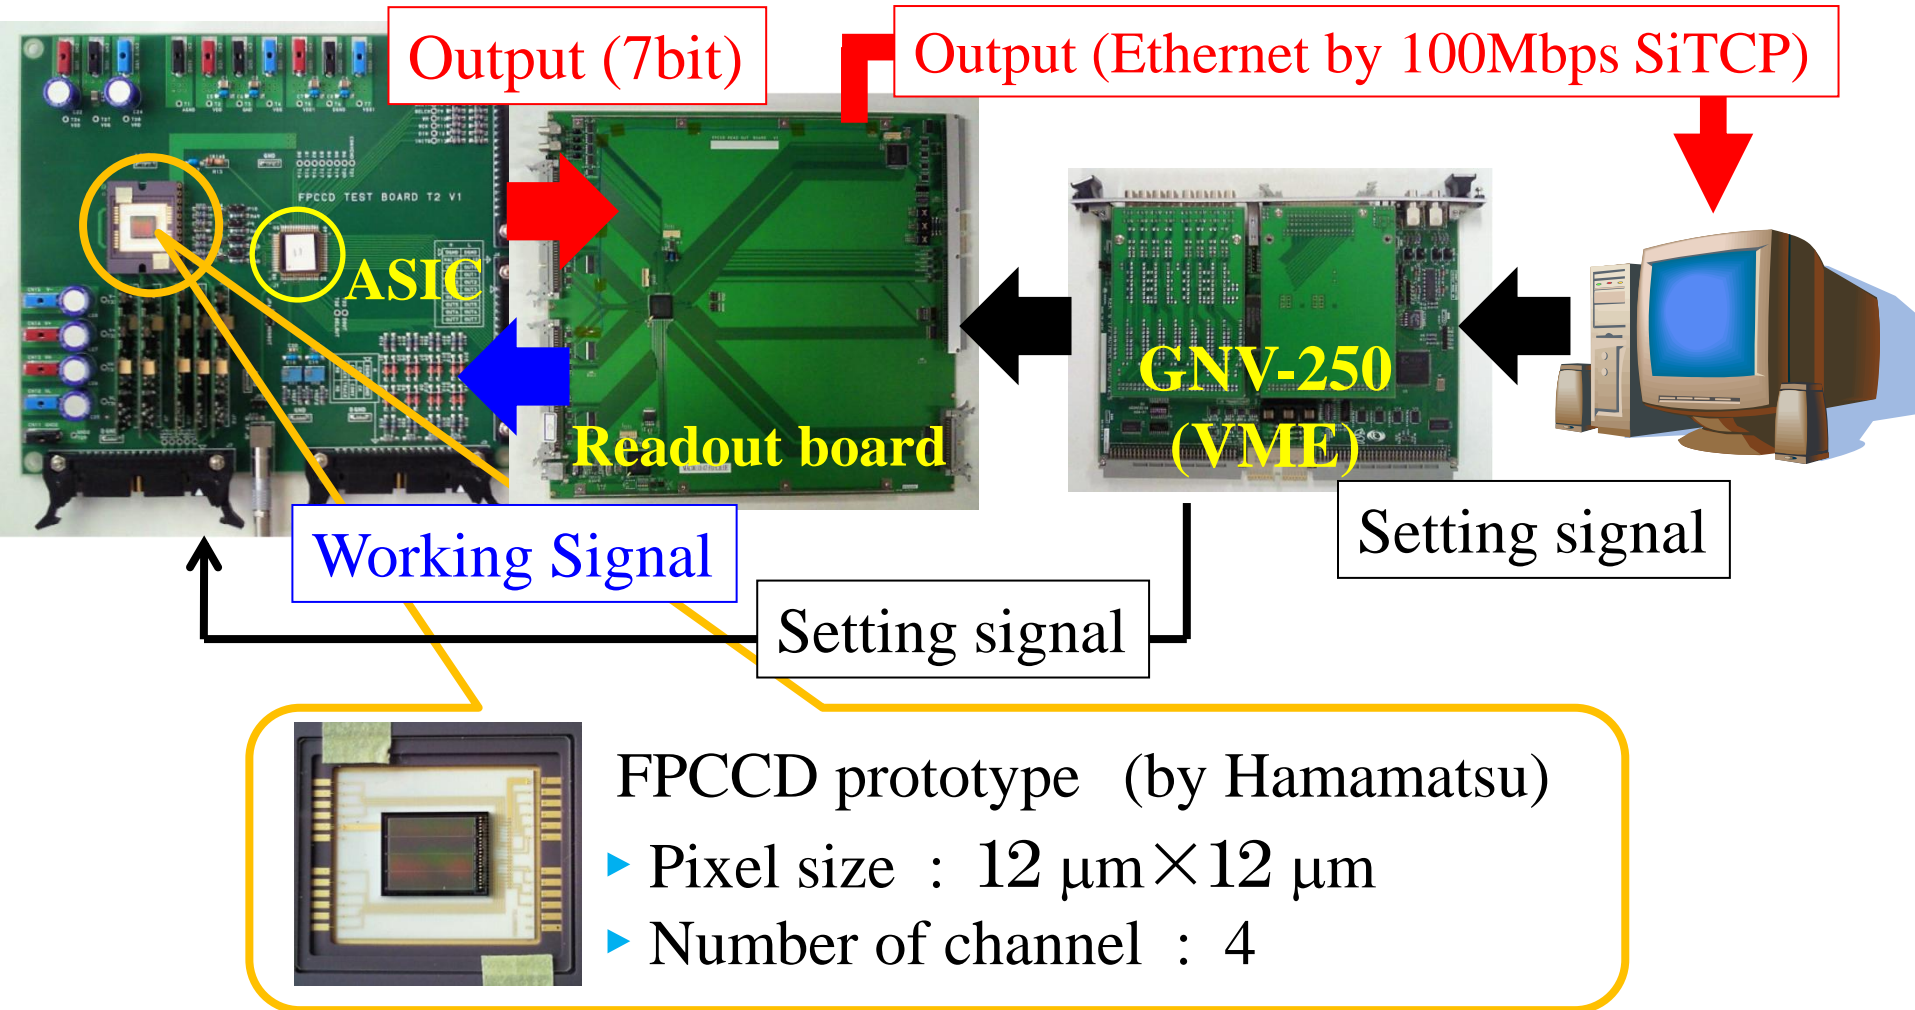 Output (7bit)
Output (Ethernet by 100Mbps SiTCP)
FPCCD TEST BOARD T2 V1
ASIC
Readout board
GNV-250
(VME)
Working Signal
Setting signal
Setting signal
FPCCD prototype (by Hamamatsu)
▸ Pixel size : 12 μm×12 μm
▸ Number of channel : 4